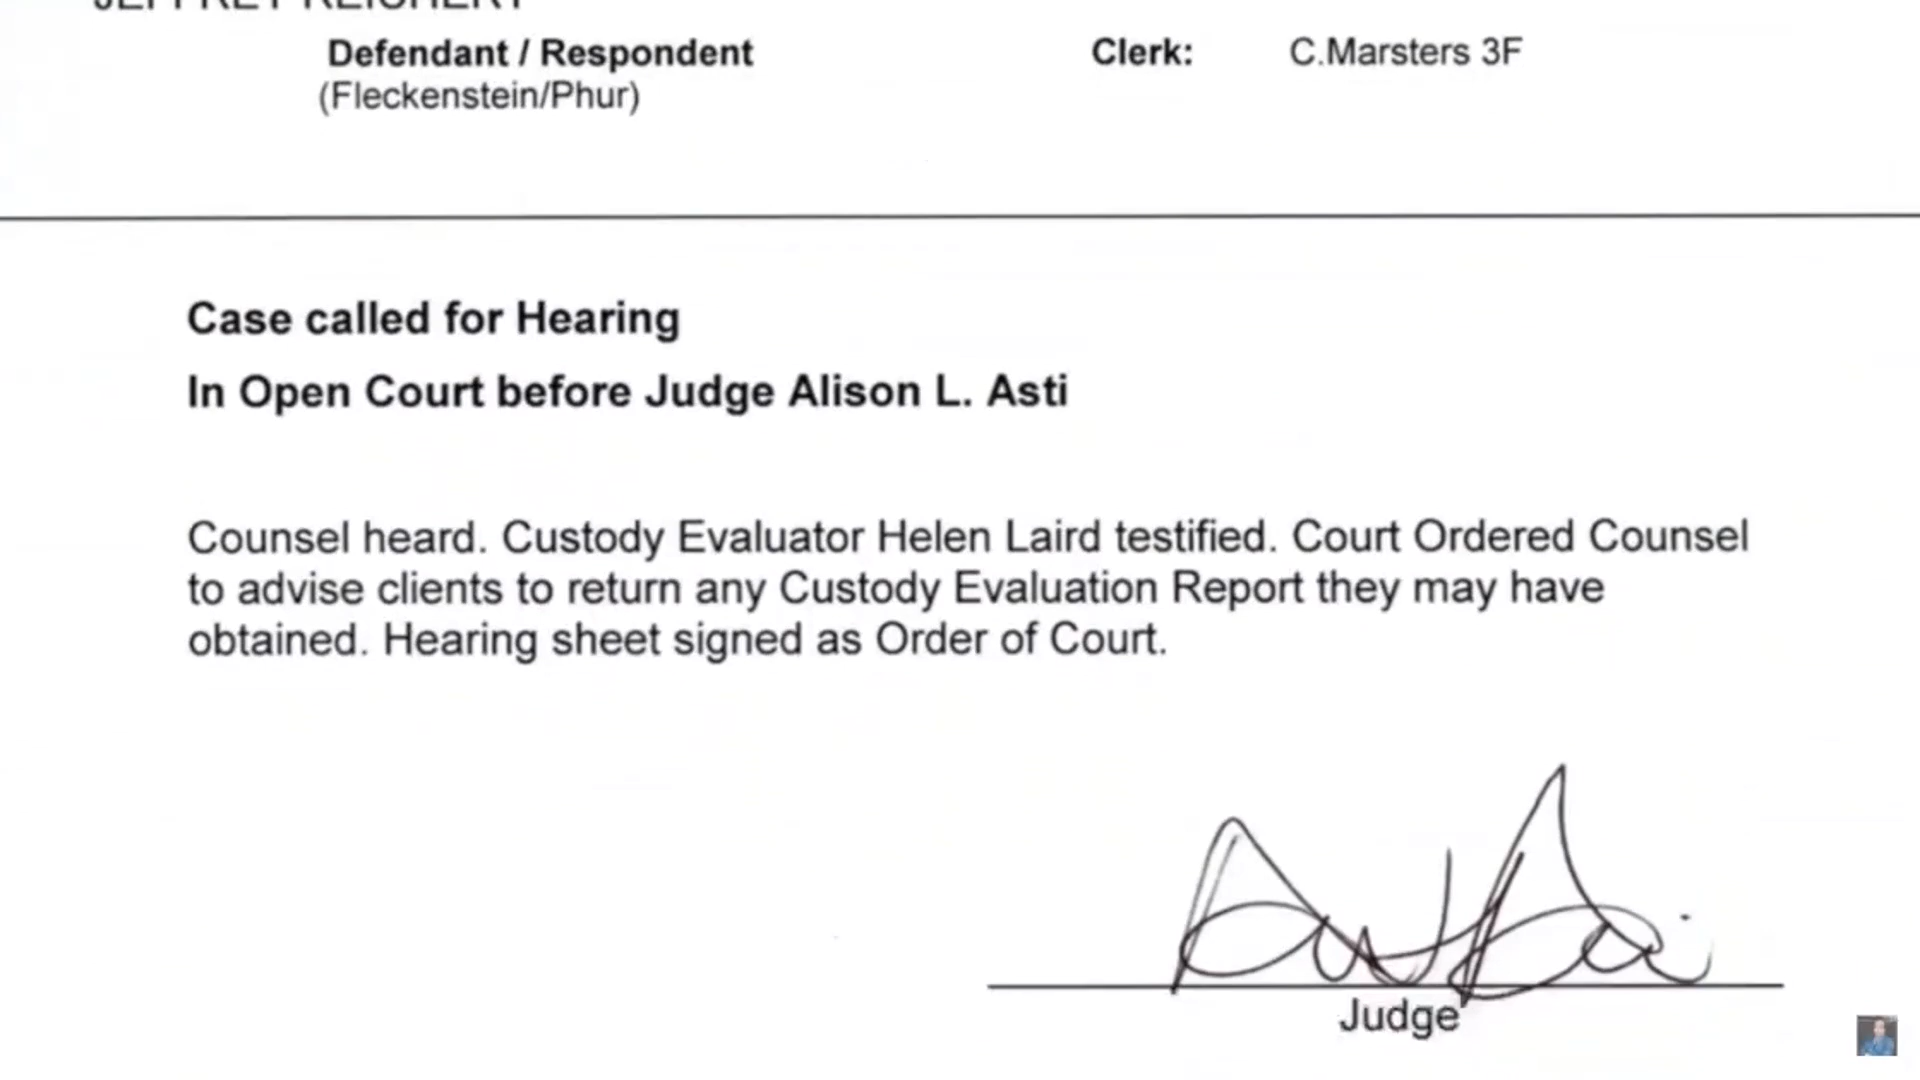 JEFFREY REICHERT
Defendant / Respondent
(Fleckenstein/Phur)
Clerk: C.Marsters 3F
Case called for Hearing
In Open Court before Judge Alison L. Asti
Counsel heard. Custody Evaluator Helen Laird testified. Court Ordered Counsel
to advise clients to return any Custody Evaluation Report they may have
obtained. Hearing sheet signed as Order of Court.
Judge